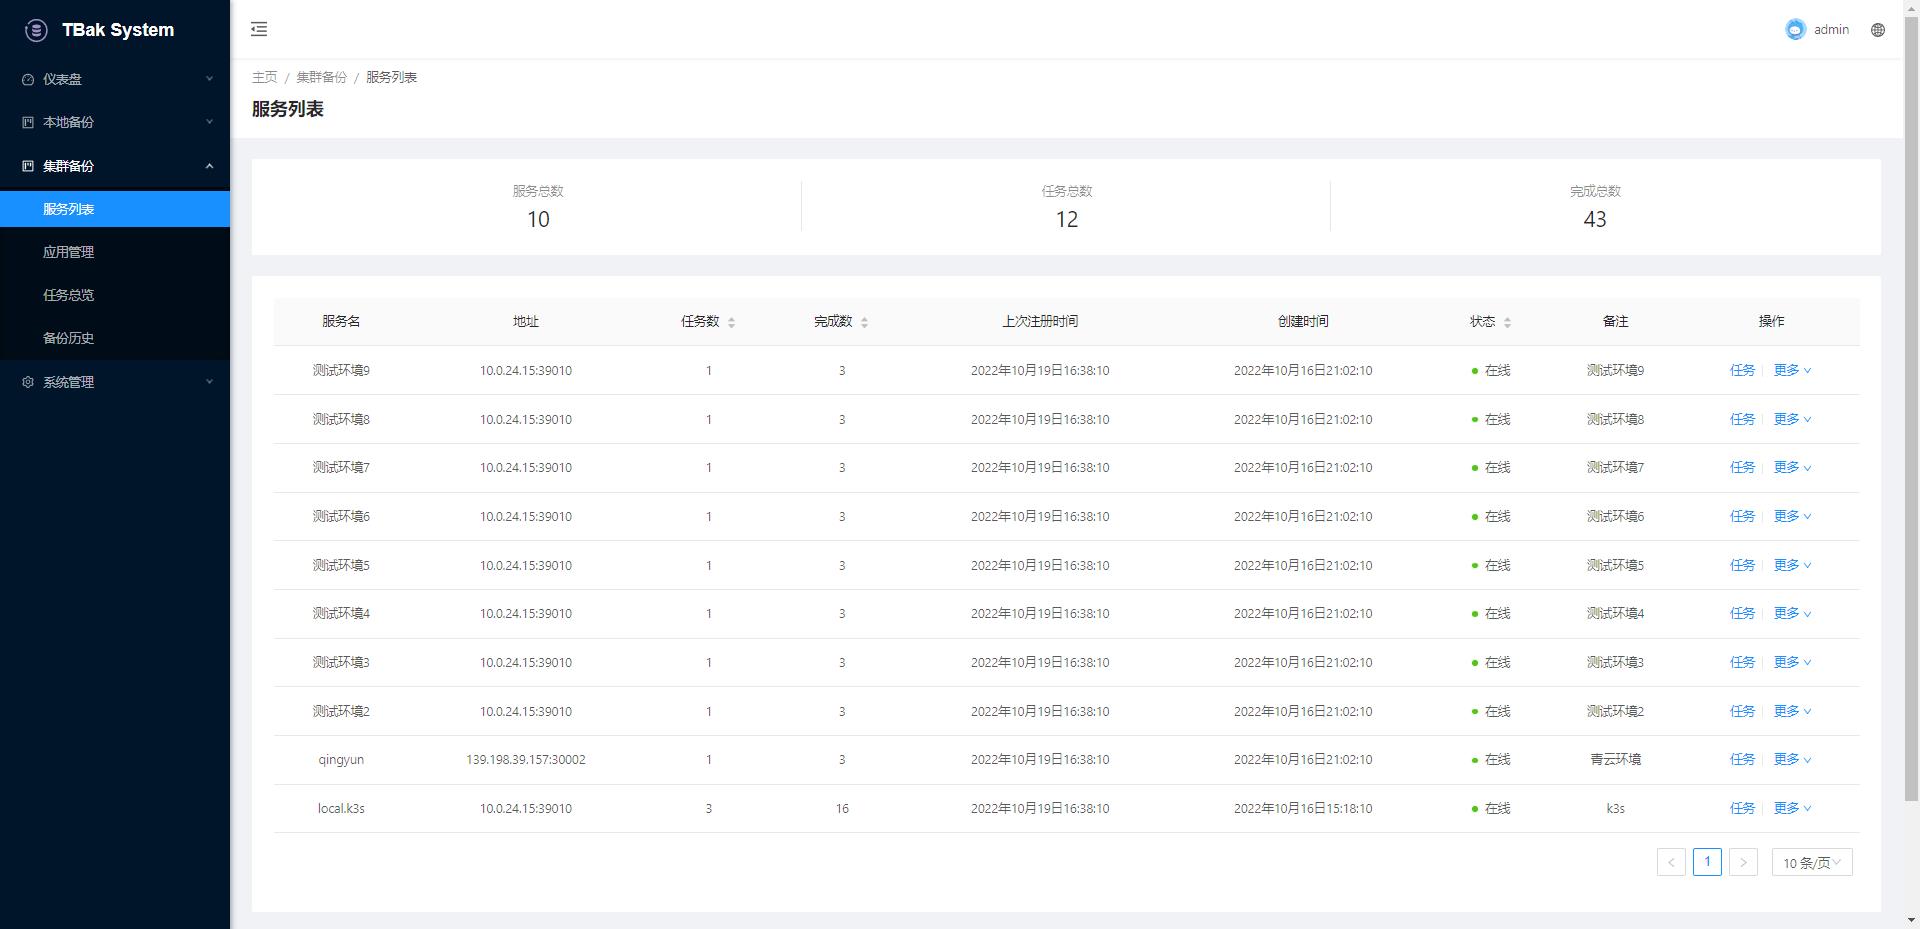 TBak System
admin
仪表盘
本地备份
集群备份
服务列表
应用管理
任务总览
备份历史
系统管理
主页 / 集群备份 / 服务列表
服务列表
服务总数 任务总数 完成总数
10 12 43
服务名 地址 任务数 完成数 上次注册时间 创建时间 状态 备注 操作
测试环境9 10.0.24.15:39010 1 3 2022年10月19日16:38:10 2022年10月16日21:02:10 在线 测试环境9 任务 更多
测试环境8 10.0.24.15:39010 1 3 2022年10月19日16:38:10 2022年10月16日21:02:10 在线 测试环境8 任务 更多
测试环境7 10.0.24.15:39010 1 3 2022年10月19日16:38:10 2022年10月16日21:02:10 在线 测试环境7 任务 更多
测试环境6 10.0.24.15:39010 1 3 2022年10月19日16:38:10 2022年10月16日21:02:10 在线 测试环境6 任务 更多
测试环境5 10.0.24.15:39010 1 3 2022年10月19日16:38:10 2022年10月16日21:02:10 在线 测试环境5 任务 更多
测试环境4 10.0.24.15:39010 1 3 2022年10月19日16:38:10 2022年10月16日21:02:10 在线 测试环境4 任务 更多
测试环境3 10.0.24.15:39010 1 3 2022年10月19日16:38:10 2022年10月16日21:02:10 在线 测试环境3 任务 更多
测试环境2 10.0.24.15:39010 1 3 2022年10月19日16:38:10 2022年10月16日21:02:10 在线 测试环境2 任务 更多
qingyun 139.198.39.157:30002 1 3 2022年10月19日16:38:10 2022年10月16日21:02:10 在线 青云环境 任务 更多
local.k3s 10.0.24.15:39010 3 16 2022年10月19日16:38:10 2022年10月16日15:18:10 在线 k3s 任务 更多
< 1 > 10 条/页